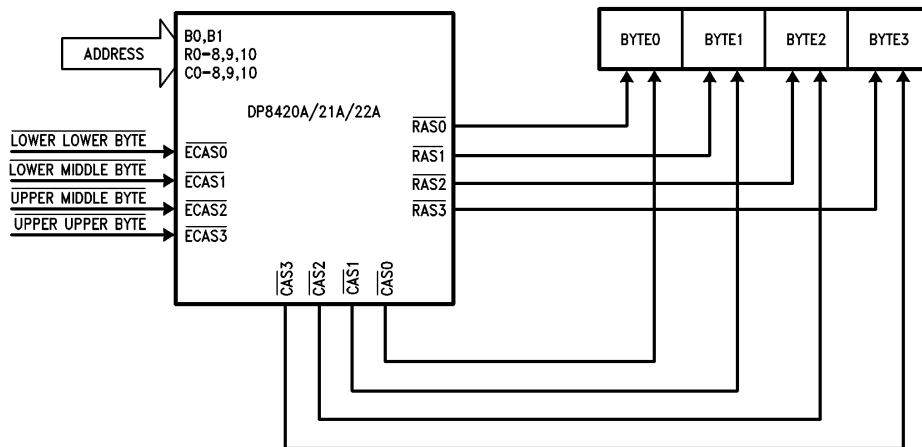 B0,B1
R0-8,9,10
C0-8,9,10
ADDRESS
BYTE0 BYTE1 BYTE2 BYTE3
DP8420A/21A/22A
LOWER LOWER BYTE
LOWER MIDDLE BYTE
UPPER MIDDLE BYTE
UPPER UPPER BYTE
ECAS0
ECAS1
ECAS2
ECAS3
RAS0
RAS1
RAS2
RAS3
CAS3
CAS2
CAS1
CAS0